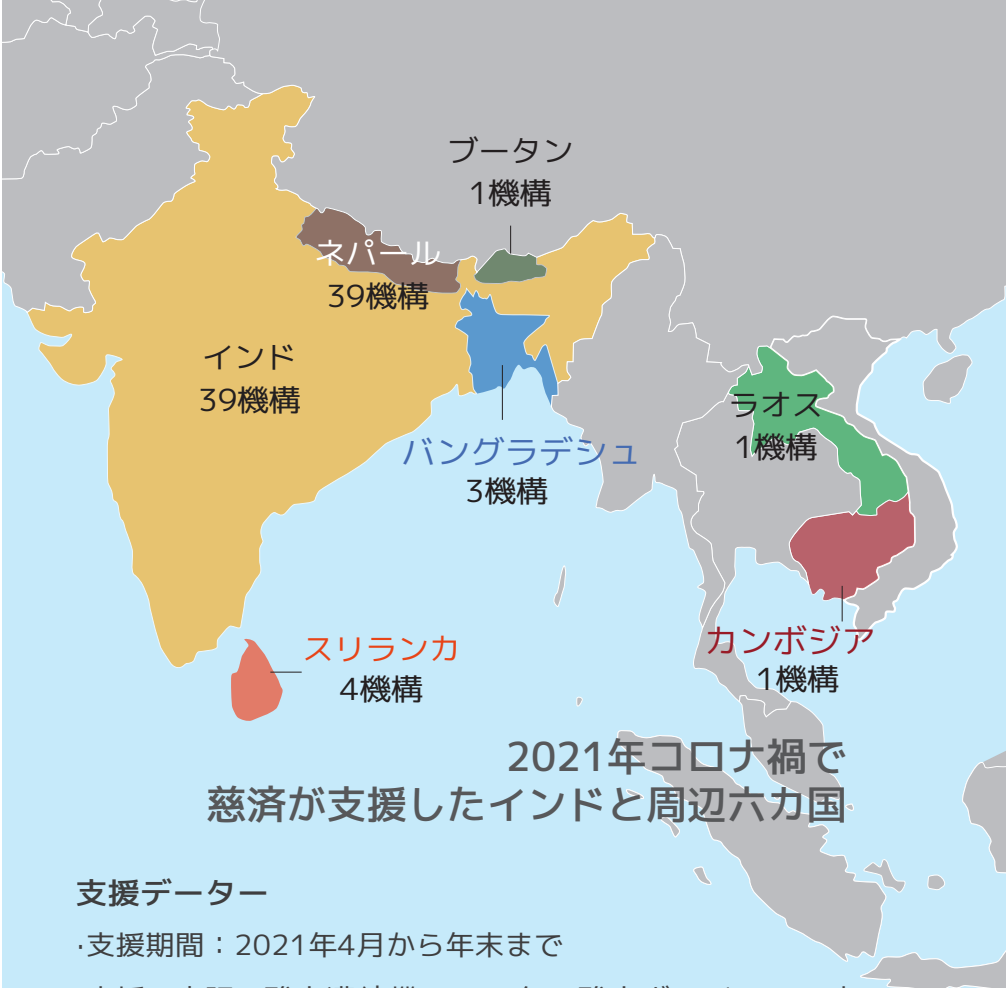 ブータン
1機構
ネパール
39機構
インド
39機構
バングラデシュ
3機構
ラオス
1機構
スリランカ
4機構
カンボジア
1機構
2021年コロナ禍で
慈済が支援したインドと周辺六カ国
支援データー
·支援期間：2021年4月から年末まで